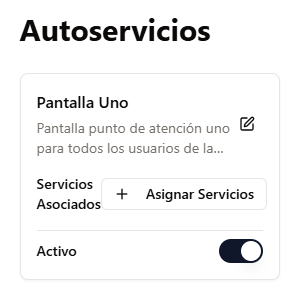 Autoservicios
Pantalla Uno
Pantalla punto de atención uno
para todos los usuarios de la...
Servicios
Asociados
Asignar Servicios
Activo